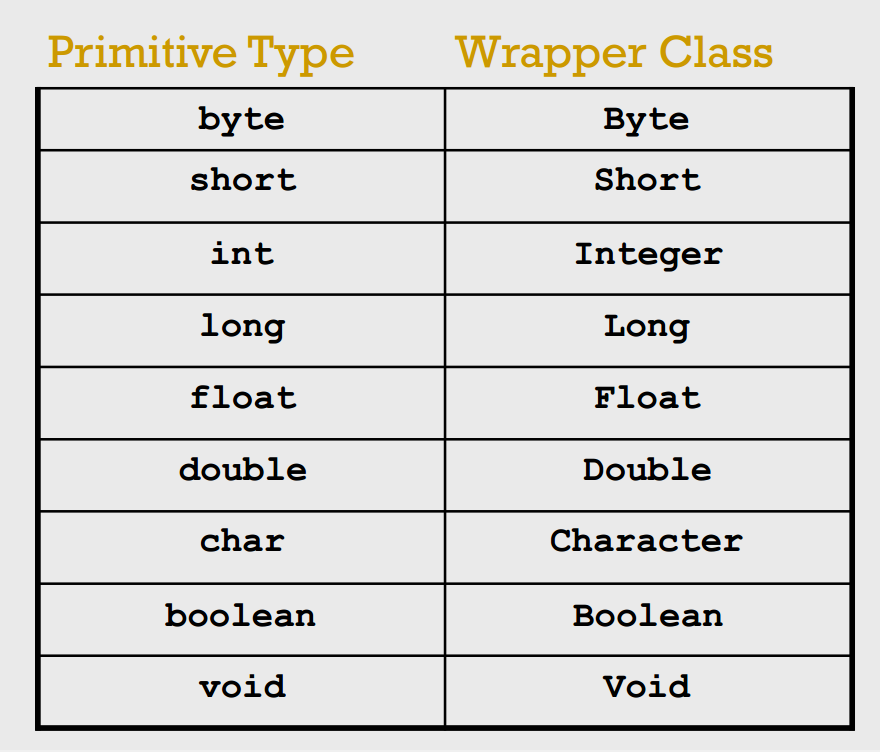 Primitive Type Wrapper Class
byte Byte
short Short
int Integer
long Long
float Float
double Double
char Character
boolean Boolean
void Void